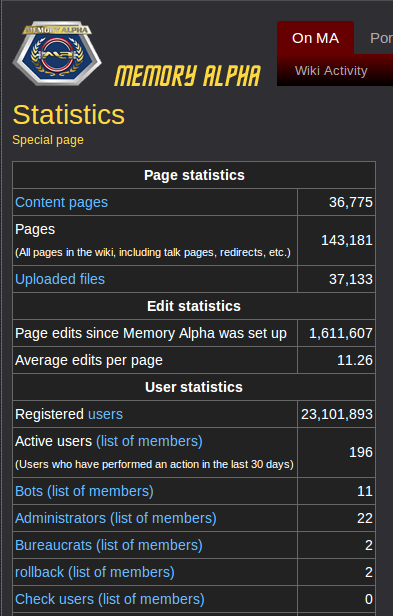 MEMORY ALPHA
MEMORY ALPHA
On MA
Por
Wiki Activity
Statistics
Special page
Page statistics
Content pages 36,775
Pages
(All pages in the wiki, including talk pages, redirects, etc.) 143,181
Uploaded files 37,133
Edit statistics
Page edits since Memory Alpha was set up 1,611,607
Average edits per page 11.26
User statistics
Registered users 23,101,893
Active users (list of members)
(Users who have performed an action in the last 30 days) 196
Bots (list of members) 11
Administrators (list of members) 22
Bureaucrats (list of members) 2
rollback (list of members) 2
Check users (list of members) 0